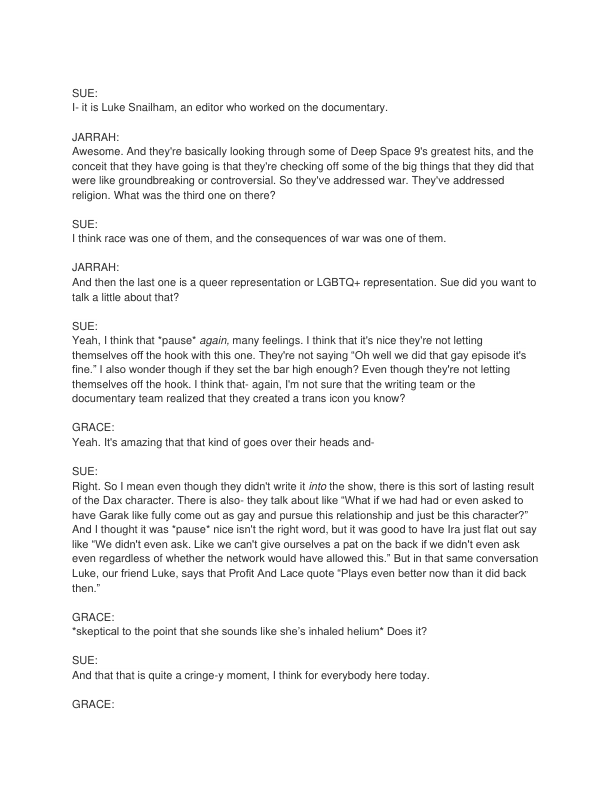 SUE:
I- it is Luke Snailham, an editor who worked on the documentary.
JARRAH:
Awesome. And they're basically looking through some of Deep Space 9's greatest hits, and the
conceit that they have going is that they're checking off some of the big things that they did that
were like groundbreaking or controversial. So they've addressed war. They've addressed
religion. What was the third one on there?
SUE:
I think race was one of them, and the consequences of war was one of them.
JARRAH:
And then the last one is a queer representation or LGBTQ+ representation. Sue did you want to
talk a little about that?
SUE:
Yeah, I think that *pause* again, many feelings. I think that it's nice they're not letting
themselves off the hook with this one. They're not saying “Oh well we did that gay episode it's
fine.” I also wonder though if they set the bar high enough? Even though they're not letting
themselves off the hook. I think that- again, I'm not sure that the writing team or the
documentary team realized that they created a trans icon you know?
GRACE:
Yeah. It's amazing that that kind of goes over their heads and-
SUE:
Right. So I mean even though they didn't write it into the show, there is this sort of lasting result
of the Dax character. There is also- they talk about like “What if we had had or even asked to
have Garak like fully come out as gay and pursue this relationship and just be this character?”
And I thought it was *pause* nice isn't the right word, but it was good to have Ira just flat out say
like “We didn't even ask. Like we can't give ourselves a pat on the back if we didn't even ask
even regardless of whether the network would have allowed this.” But in that same conversation
Luke, our friend Luke, says that Profit And Lace quote “Plays even better now than it did back
then.”
GRACE:
*skeptical to the point that she sounds like she’s inhaled helium* Does it?
SUE:
And that that is quite a cringe-y moment, I think for everybody here today.
GRACE: